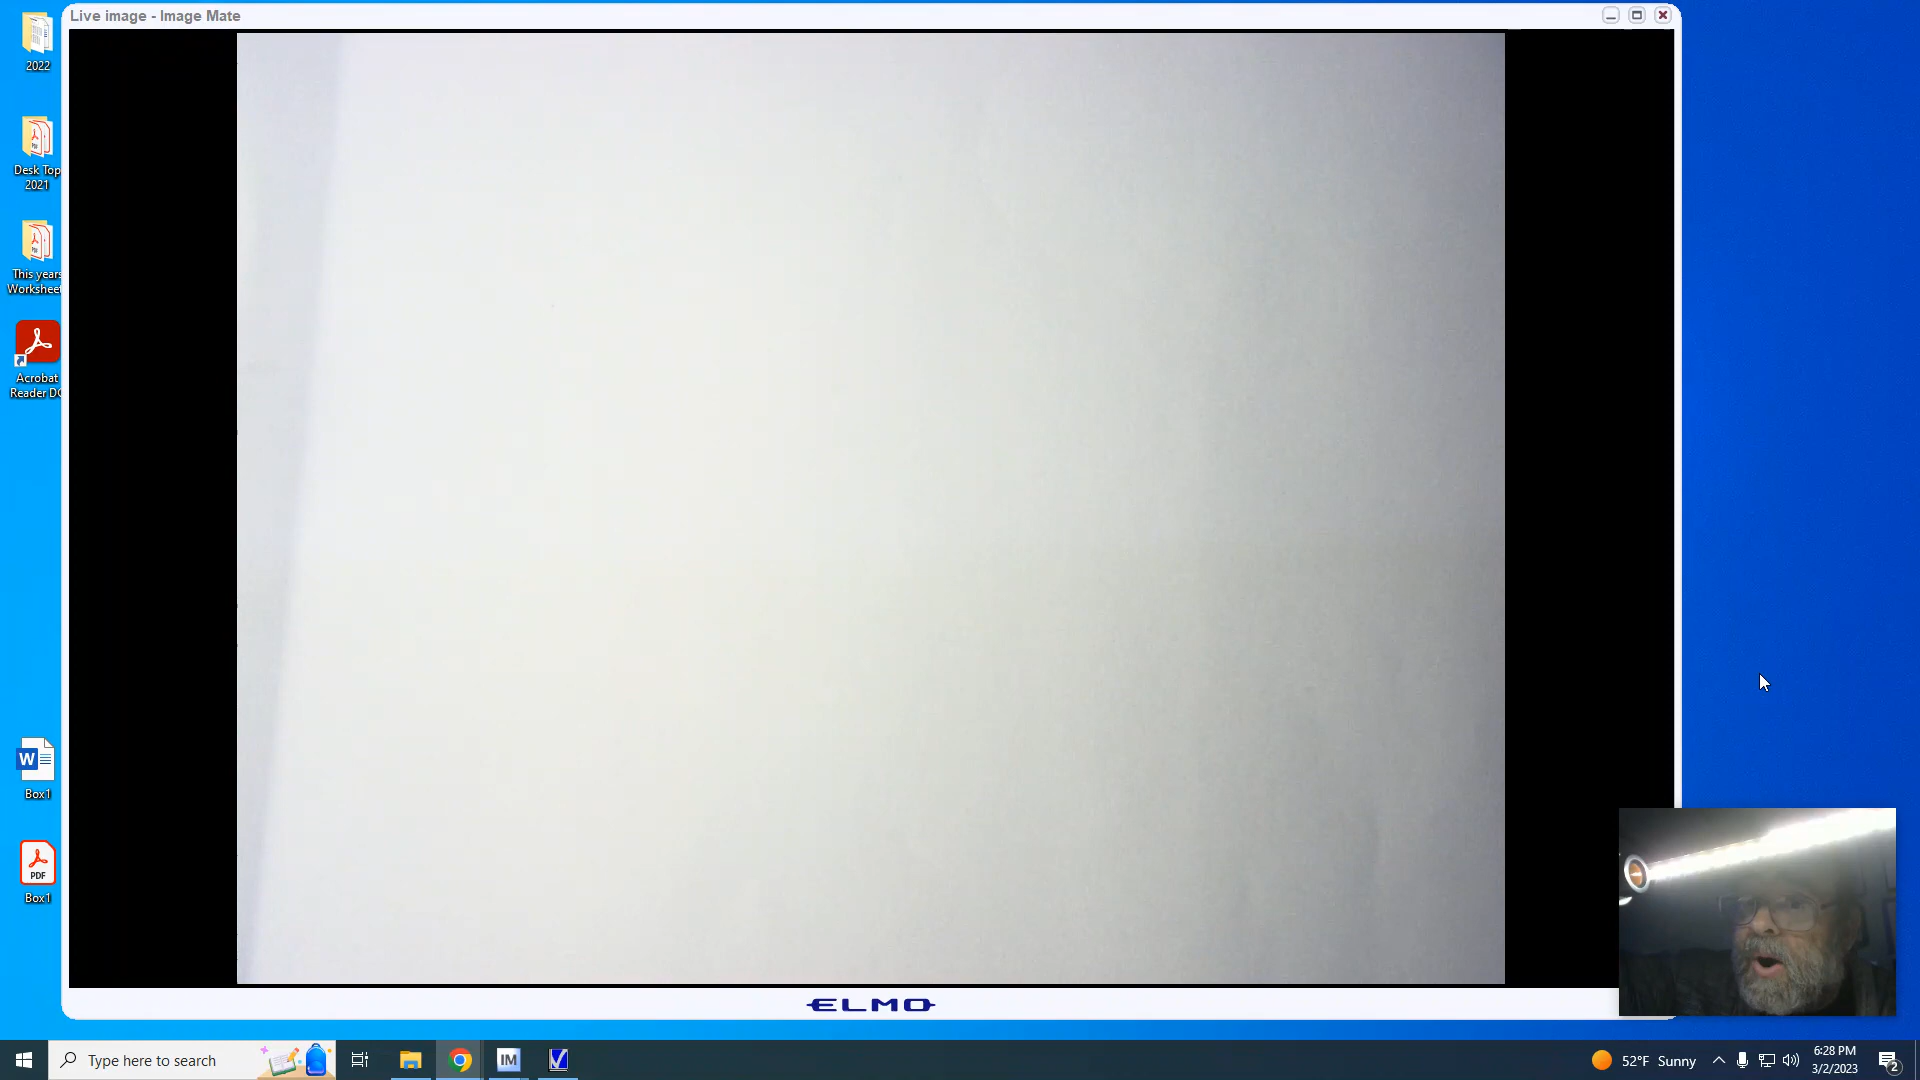 Live image - Image Mate
2022
Desk Top
2021
This years
Workshee
Acrobat
Reader DC
W
Box1
PDF
Box1
ELMO
Type here to search
IM
52°F Sunny
6:28 PM
3/2/2023
2